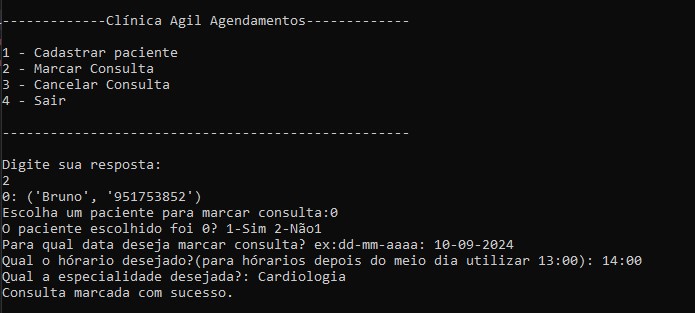 -------------Clínica Agil Agendamentos-------------
1 - Cadastrar paciente
2 - Marcar Consulta
3 - Cancelar Consulta
4 - Sair
---------------------------------------------------
Digite sua resposta:
2
0: ('Bruno', '951753852')
Escolha um paciente para marcar consulta:0
O paciente escolhido foi 0? 1-Sim 2-Não1
Para qual data deseja marcar consulta? ex:dd-mm-aaaa: 10-09-2024
Qual o hórario desejado?(para hórarios depois do meio dia utilizar 13:00): 14:00
Qual a especialidade desejada?: Cardiologia
Consulta marcada com sucesso.